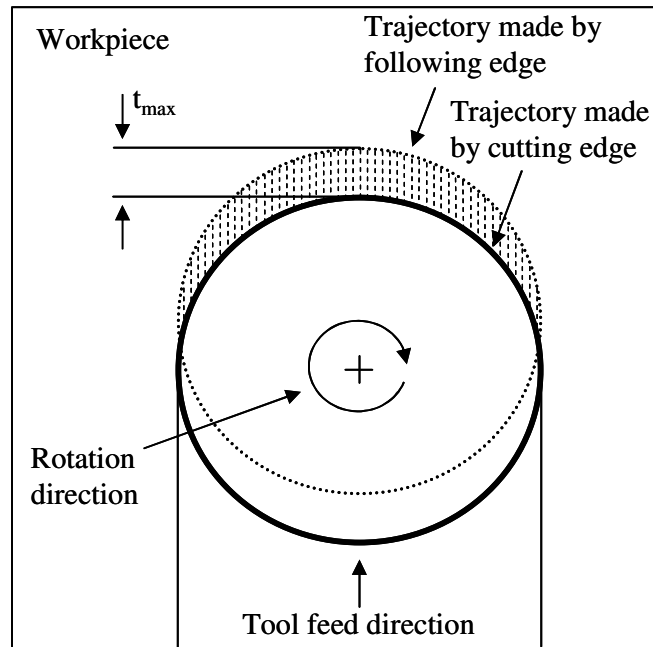 Workpiece
Trajectory made by
following edge
t_max
Trajectory made
by cutting edge
Rotation
direction
Tool feed direction